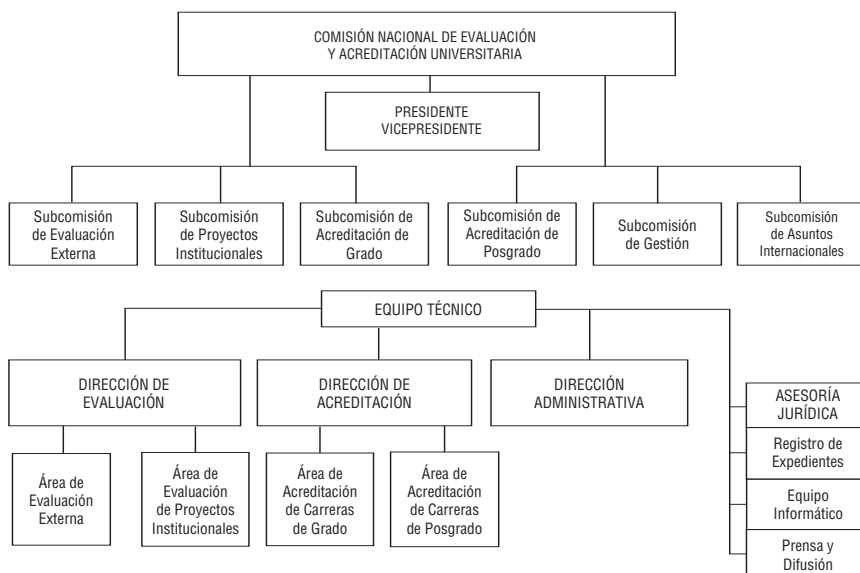 COMISIÓN NACIONAL DE EVALUACIÓN
Y ACREDITACIÓN UNIVERSITARIA
PRESIDENTE
VICEPRESIDENTE
Subcomisión
de Evaluación
Externa
Subcomisión
de Proyectos
Institucionales
Subcomisión de
Acreditación de
Grado
Subcomisión de
Acreditación de
Posgrado
Subcomisión
de Gestión
Subcomisión
de Asuntos
Internacionales
EQUIPO TÉCNICO
DIRECCIÓN DE
EVALUACIÓN
DIRECCIÓN DE
ACREDITACIÓN
DIRECCIÓN
ADMINISTRATIVA
Área de
Evaluación
Externa
Área de
Evaluación
de Proyectos
Institucionales
Área de
Acreditación
de Carreras
de Grado
Área de
Acreditación
de Carreras
de Posgrado
ASESORÍA
JURÍDICA
Registro de
Expedientes
Equipo
Informático
Prensa y
Difusión